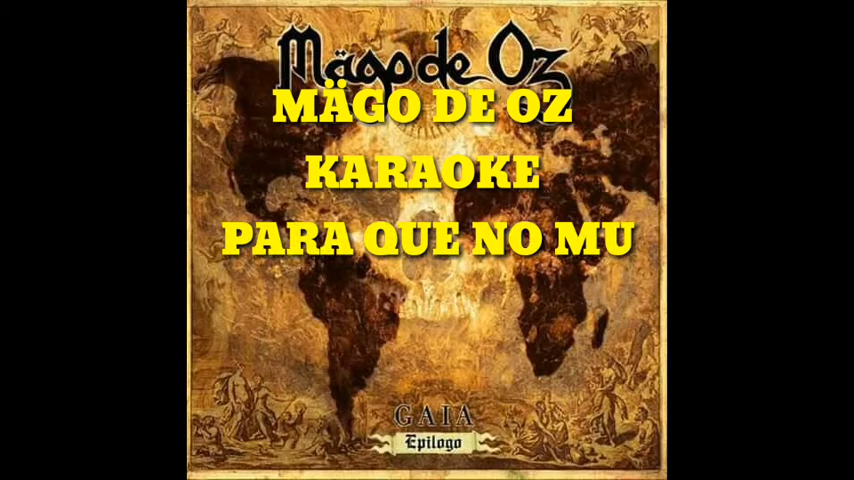 Mägo de Oz
MÄGO DE OZ
KARAOKE
PARA QUE NO MU
GAIA
Epilogo